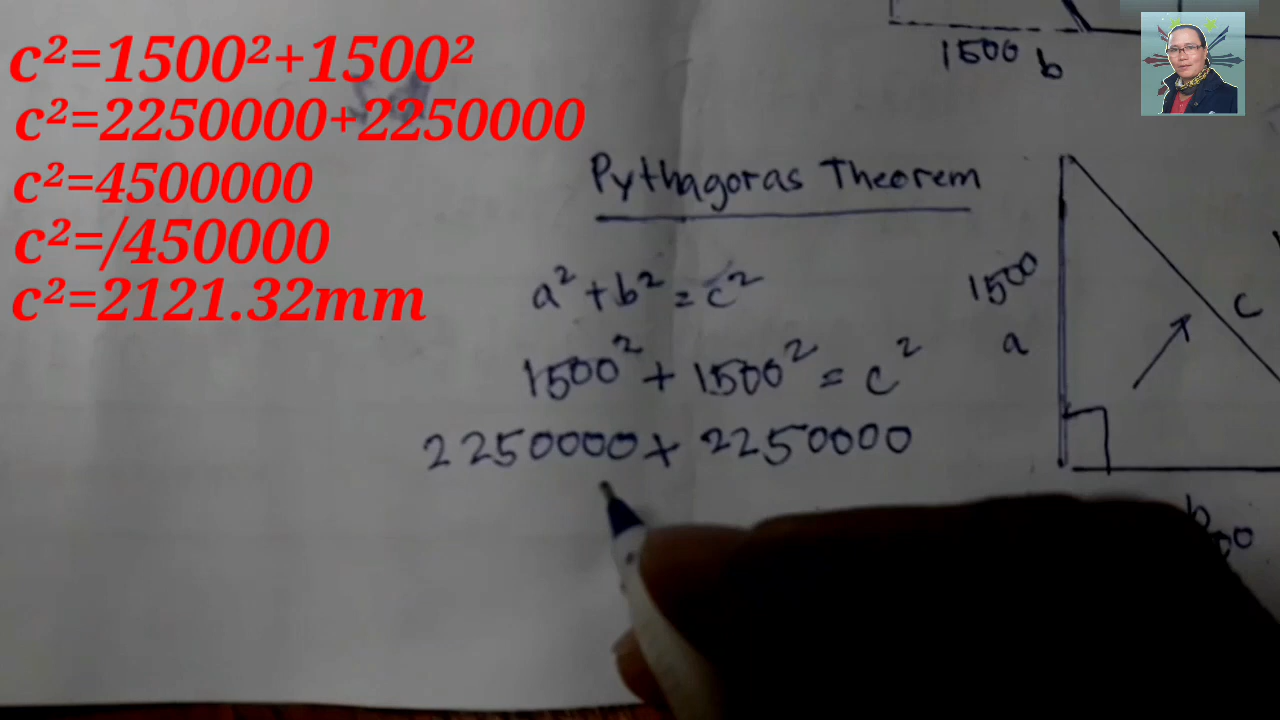 c²=1500²+1500²
c²=2250000+2250000
c²=4500000
c²=/450000
c²=2121.32mm
1500 b
Pythagoras Theorem
a² + b² = c²
1500² + 1500² = c²
2250000 + 2250000
1500
a
c
b